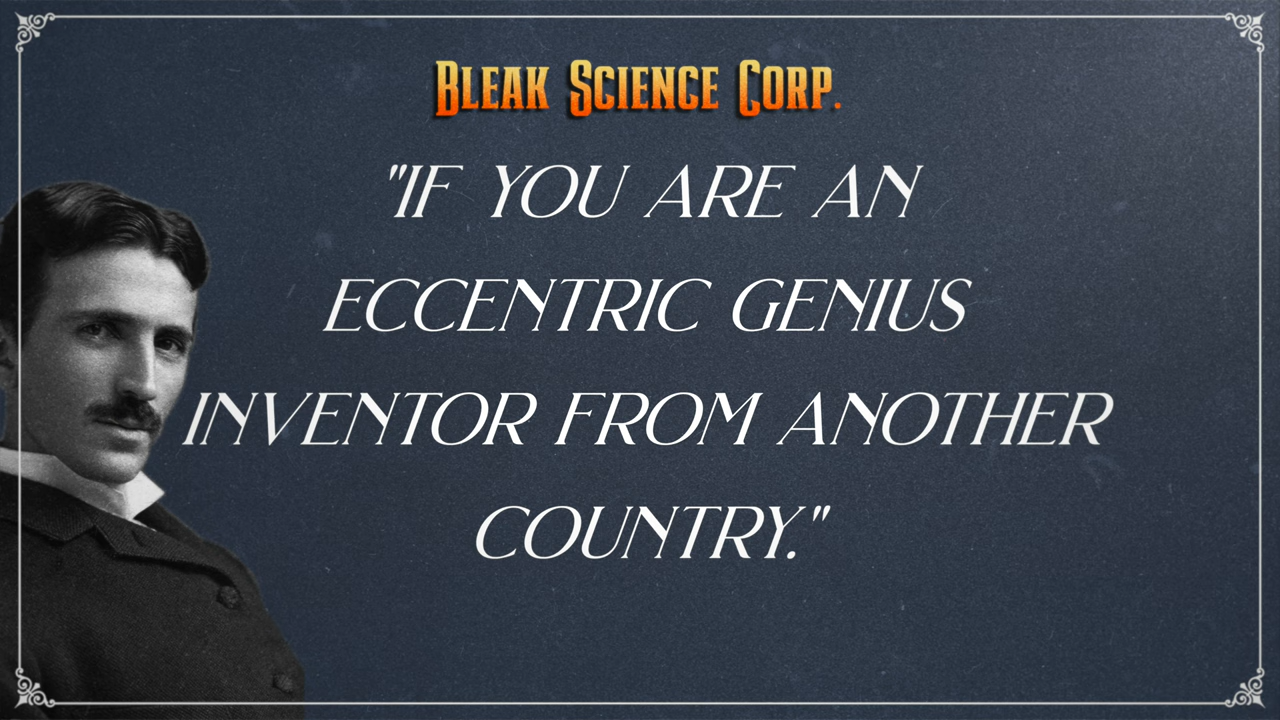 BLEAK SCIENCE CORP.
"IF YOU ARE AN
ECCENTRIC GENIUS
INVENTOR FROM ANOTHER
COUNTRY."